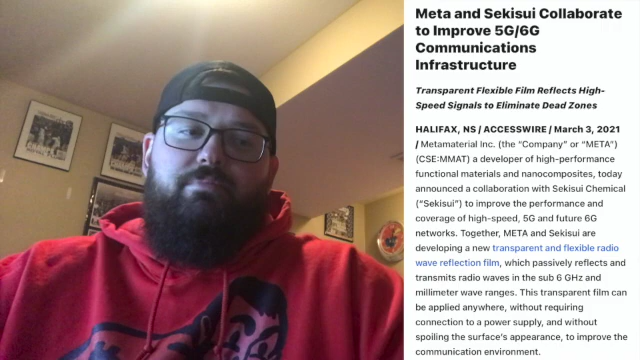 Meta and Sekisui Collaborate
to Improve 5G/6G
Communications
Infrastructure
Transparent Flexible Film Reflects High-
Speed Signals to Eliminate Dead Zones
HALIFAX, NS / ACCESSWIRE / March 3, 2021
/ Metamaterial Inc. (the “Company” or “META”)
(CSE:MMAT) a developer of high-performance
functional materials and nanocomposites, today
announced a collaboration with Sekisui Chemical
(“Sekisui”) to improve the performance and
coverage of high-speed, 5G and future 6G
networks. Together, META and Sekisui are
developing a new transparent and flexible radio
wave reflection film, which passively reflects and
transmits radio waves in the sub 6 GHz and
millimeter wave ranges. This transparent film can
be applied anywhere, without requiring
connection to a power supply, and without
spoiling the surface’s appearance, to improve the
communication environment.